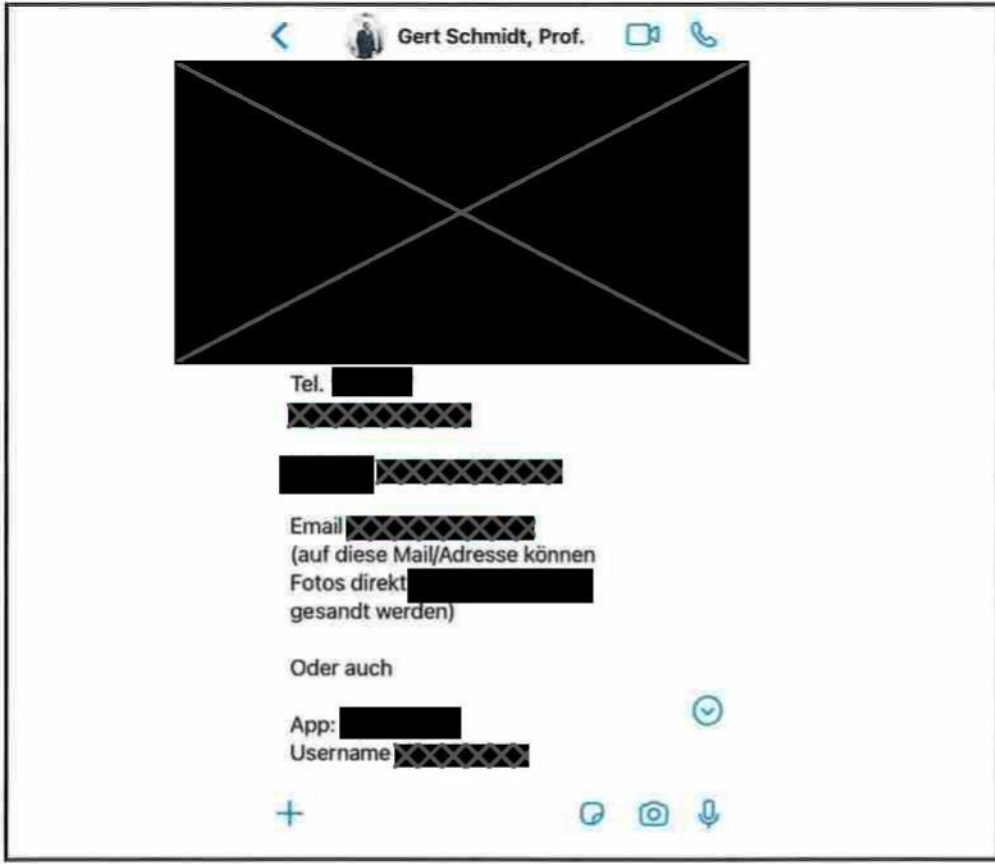 Gert Schmidt, Prof.
Tel.
Email
(auf diese Mail/Adresse können
Fotos direkt
gesandt werden)
Oder auch
App:
Username